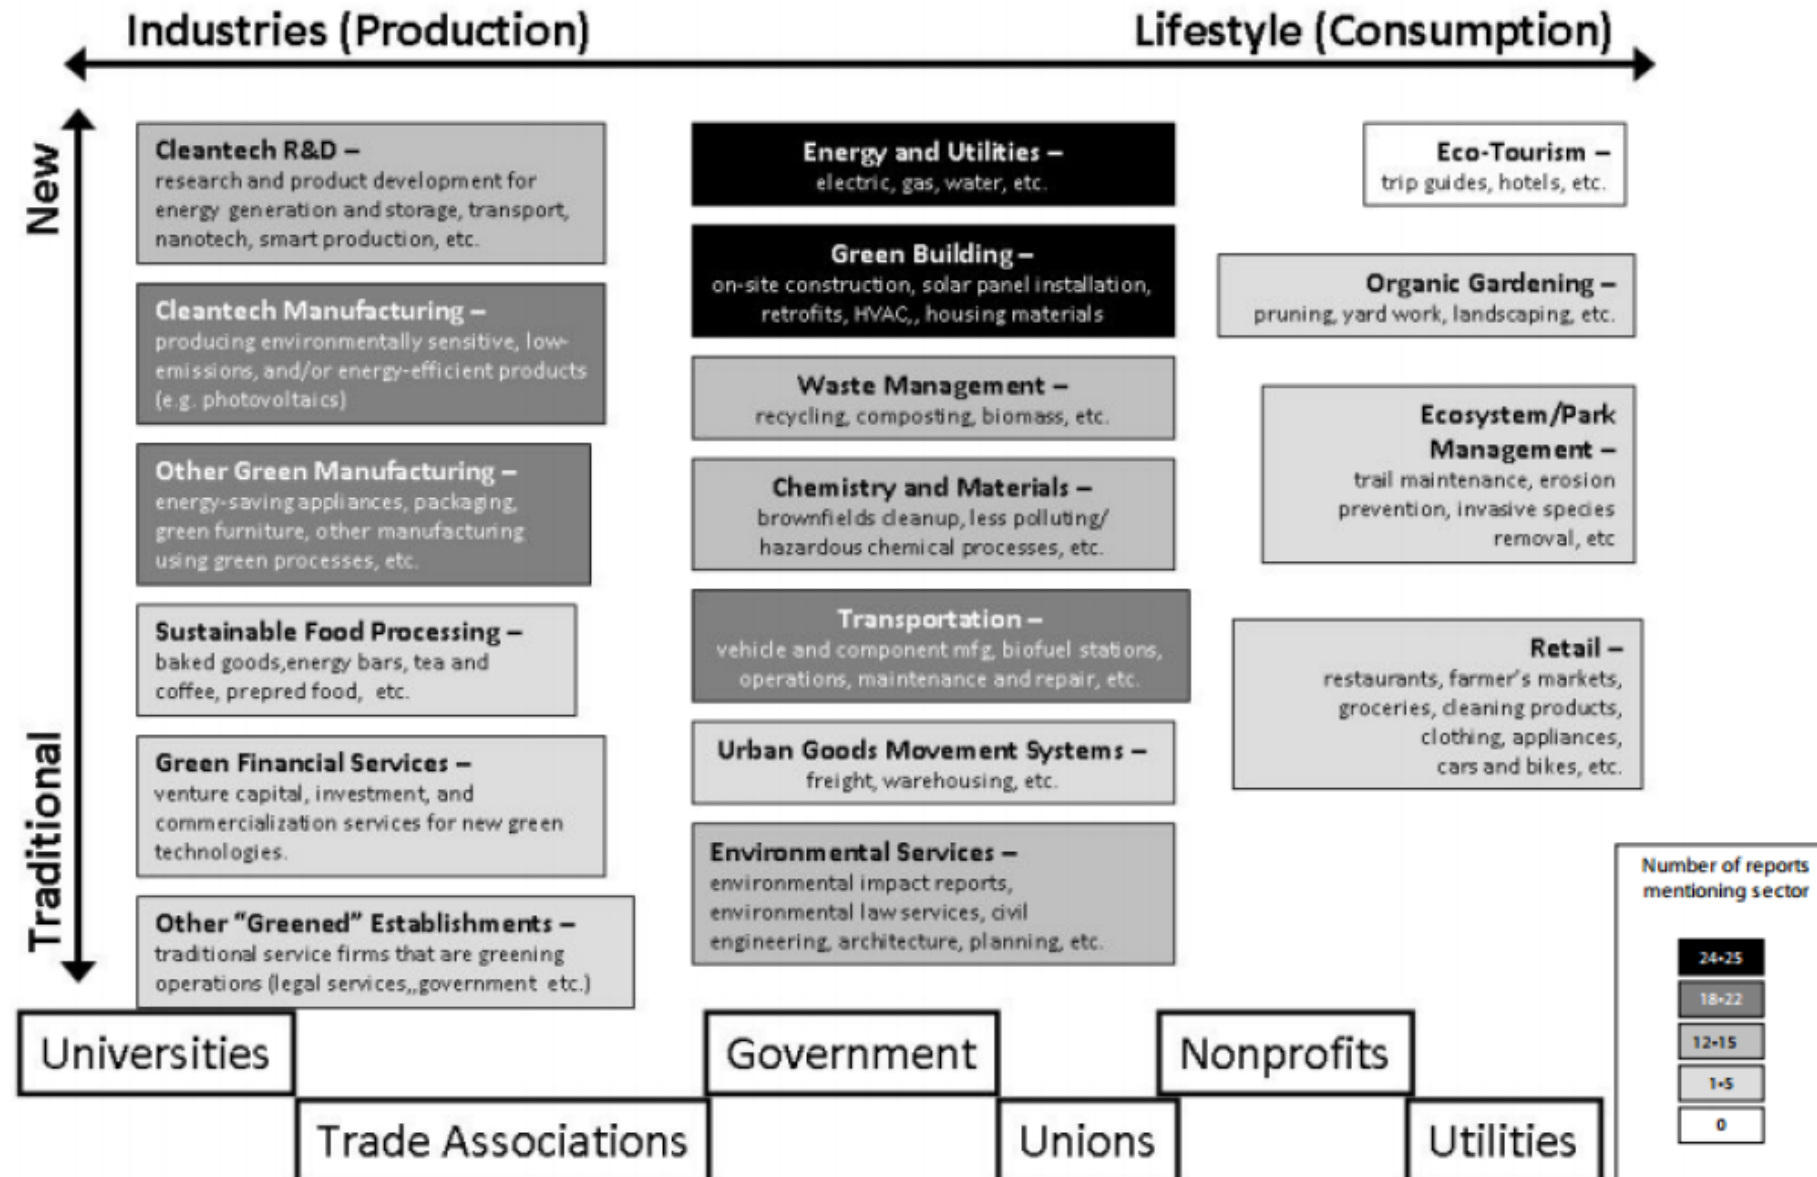 Industries (Production)
Lifestyle (Consumption)
New
Traditional
Cleantech R&D –
research and product development for
energy generation and storage, transport,
nanotech, smart production, etc.
Cleantech Manufacturing –
producing environmentally sensitive, low-
emissions, and/or energy-efficient products
(e.g. photovoltaics)
Other Green Manufacturing –
energy-saving appliances, packaging,
green furniture, other manufacturing
using green processes, etc.
Sustainable Food Processing –
baked goods,energy bars, tea and
coffee, prepred food, etc.
Green Financial Services –
venture capital, investment, and
commercialization services for new green
technologies.
Other “Greened” Establishments –
traditional service firms that are greening
operations (legal services,,government etc.)
Energy and Utilities –
electric, gas, water, etc.
Green Building –
on-site construction, solar panel installation,
retrofits, HVAC,, housing materials
Waste Management –
recycling, composting, biomass, etc.
Chemistry and Materials –
brownfields cleanup, less polluting/
hazardous chemical processes, etc.
Transportation –
vehicle and component mfg, biofuel stations,
operations, maintenance and repair, etc.
Urban Goods Movement Systems –
freight, warehousing, etc.
Environmental Services –
environmental impact reports,
environmental law services, civil
engineering, architecture, planning, etc.
Eco-Tourism –
trip guides, hotels, etc.
Organic Gardening –
pruning, yard work, landscaping, etc.
Ecosystem/Park
Management –
trail maintenance, erosion
prevention, invasive species
removal, etc
Retail –
restaurants, farmer’s markets,
groceries, cleaning products,
clothing, appliances,
cars and bikes, etc.
Number of reports
mentioning sector
24-25
18-22
12-15
1-5
0
Universities
Trade Associations
Government
Unions
Nonprofits
Utilities